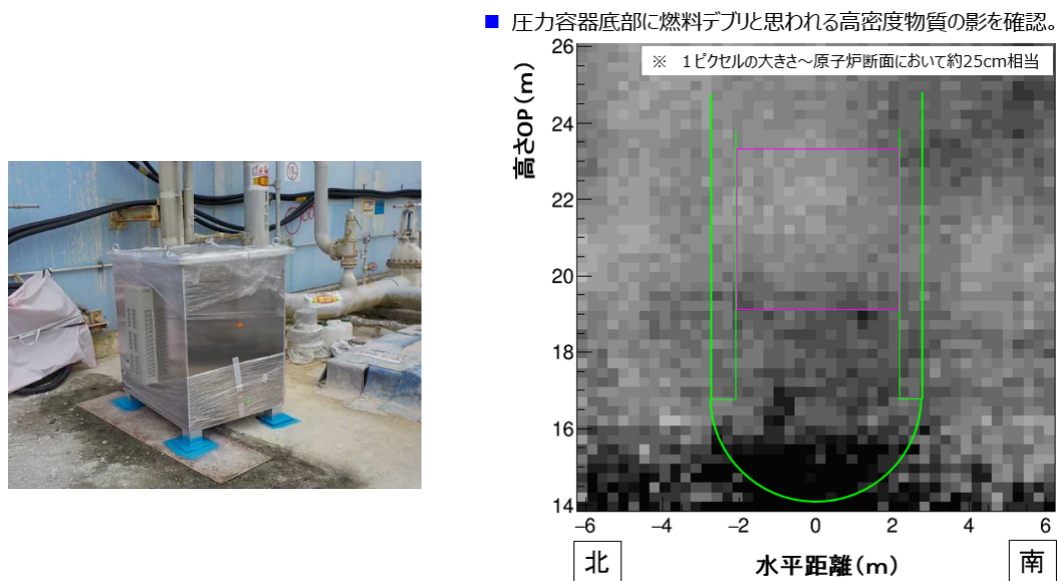 ■ 圧力容器底部に燃料デブリと思われる高密度物質の影を確認。
※ 1ピクセルの大きさ～原子炉断面において約25cm相当
高さOP(m)
26
24
22
20
18
16
14
−6 −4 −2 0 2 4 6
北 水平距離(m) 南